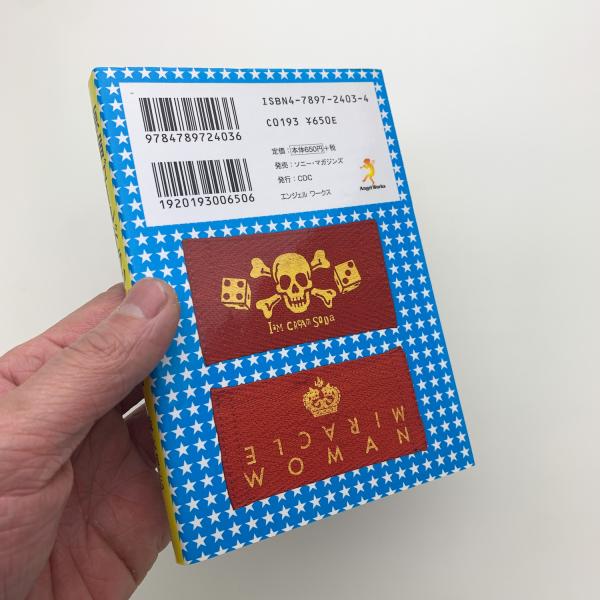 ISBN4-7897-2403-4
C0193 ¥650E
9784789724036
1920193006506
定価：本体650円+税
発売：ソニー・マガジンズ
発行：CDC
エンジェル ワークス
Angel Works
I am CREAM SODA
MIRACLE
WOMAN